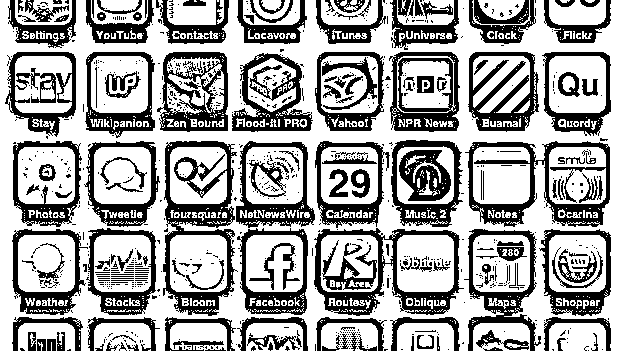 Settings YouTube Contacts Locavore iTunes pUniverse Clock Flickr
stay WP npr Qu
Stay Wikipanion Zen Bound Flood-It! PRO Yahoo! NPR News Buamai Quordy
Tuesday smule
29
Photos Tweetie foursquare NetNewsWire Calendar Music 2 Notes Ocarina
f R Oblique 280
Bay Area
Weather Stocks Bloom Facebook Routesy Oblique Maps Shopper
urbanspoon